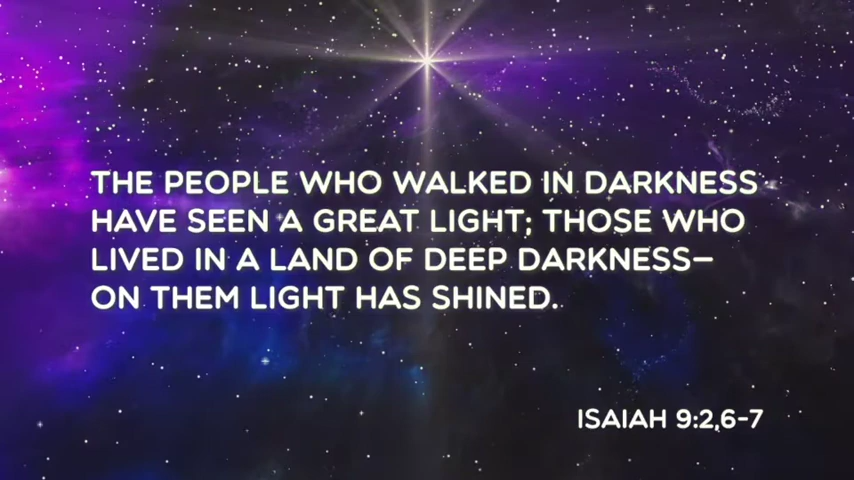 THE PEOPLE WHO WALKED IN DARKNESS
HAVE SEEN A GREAT LIGHT; THOSE WHO
LIVED IN A LAND OF DEEP DARKNESS—
ON THEM LIGHT HAS SHINED.
ISAIAH 9:2,6-7